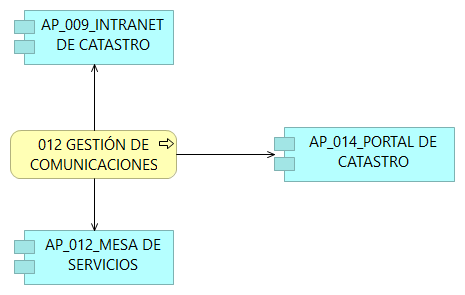 AP_009_INTRANET
DE CATASTRO
012 GESTIÓN DE
COMUNICACIONES
AP_014_PORTAL DE
CATASTRO
AP_012_MESA DE
SERVICIOS